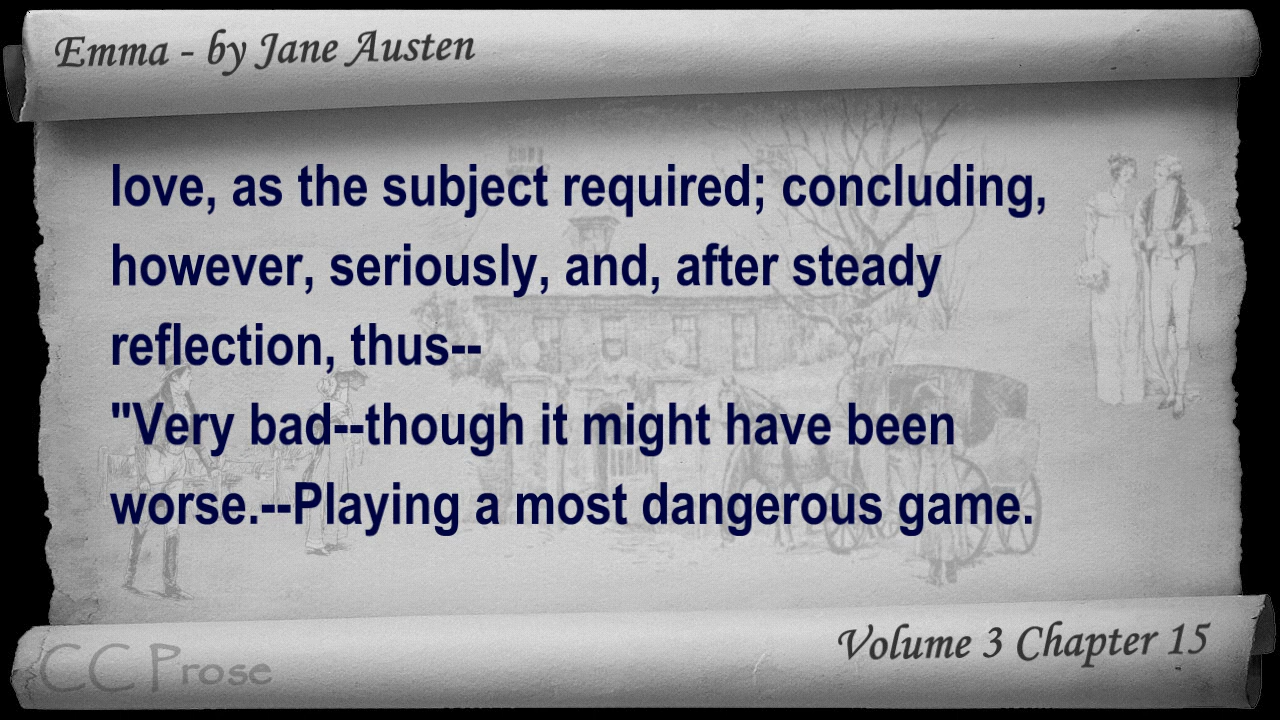 Emma - by Jane Austen
love, as the subject required; concluding,
however, seriously, and, after steady
reflection, thus--
"Very bad--though it might have been
worse.--Playing a most dangerous game.
Volume 3 Chapter 15
CC Prose